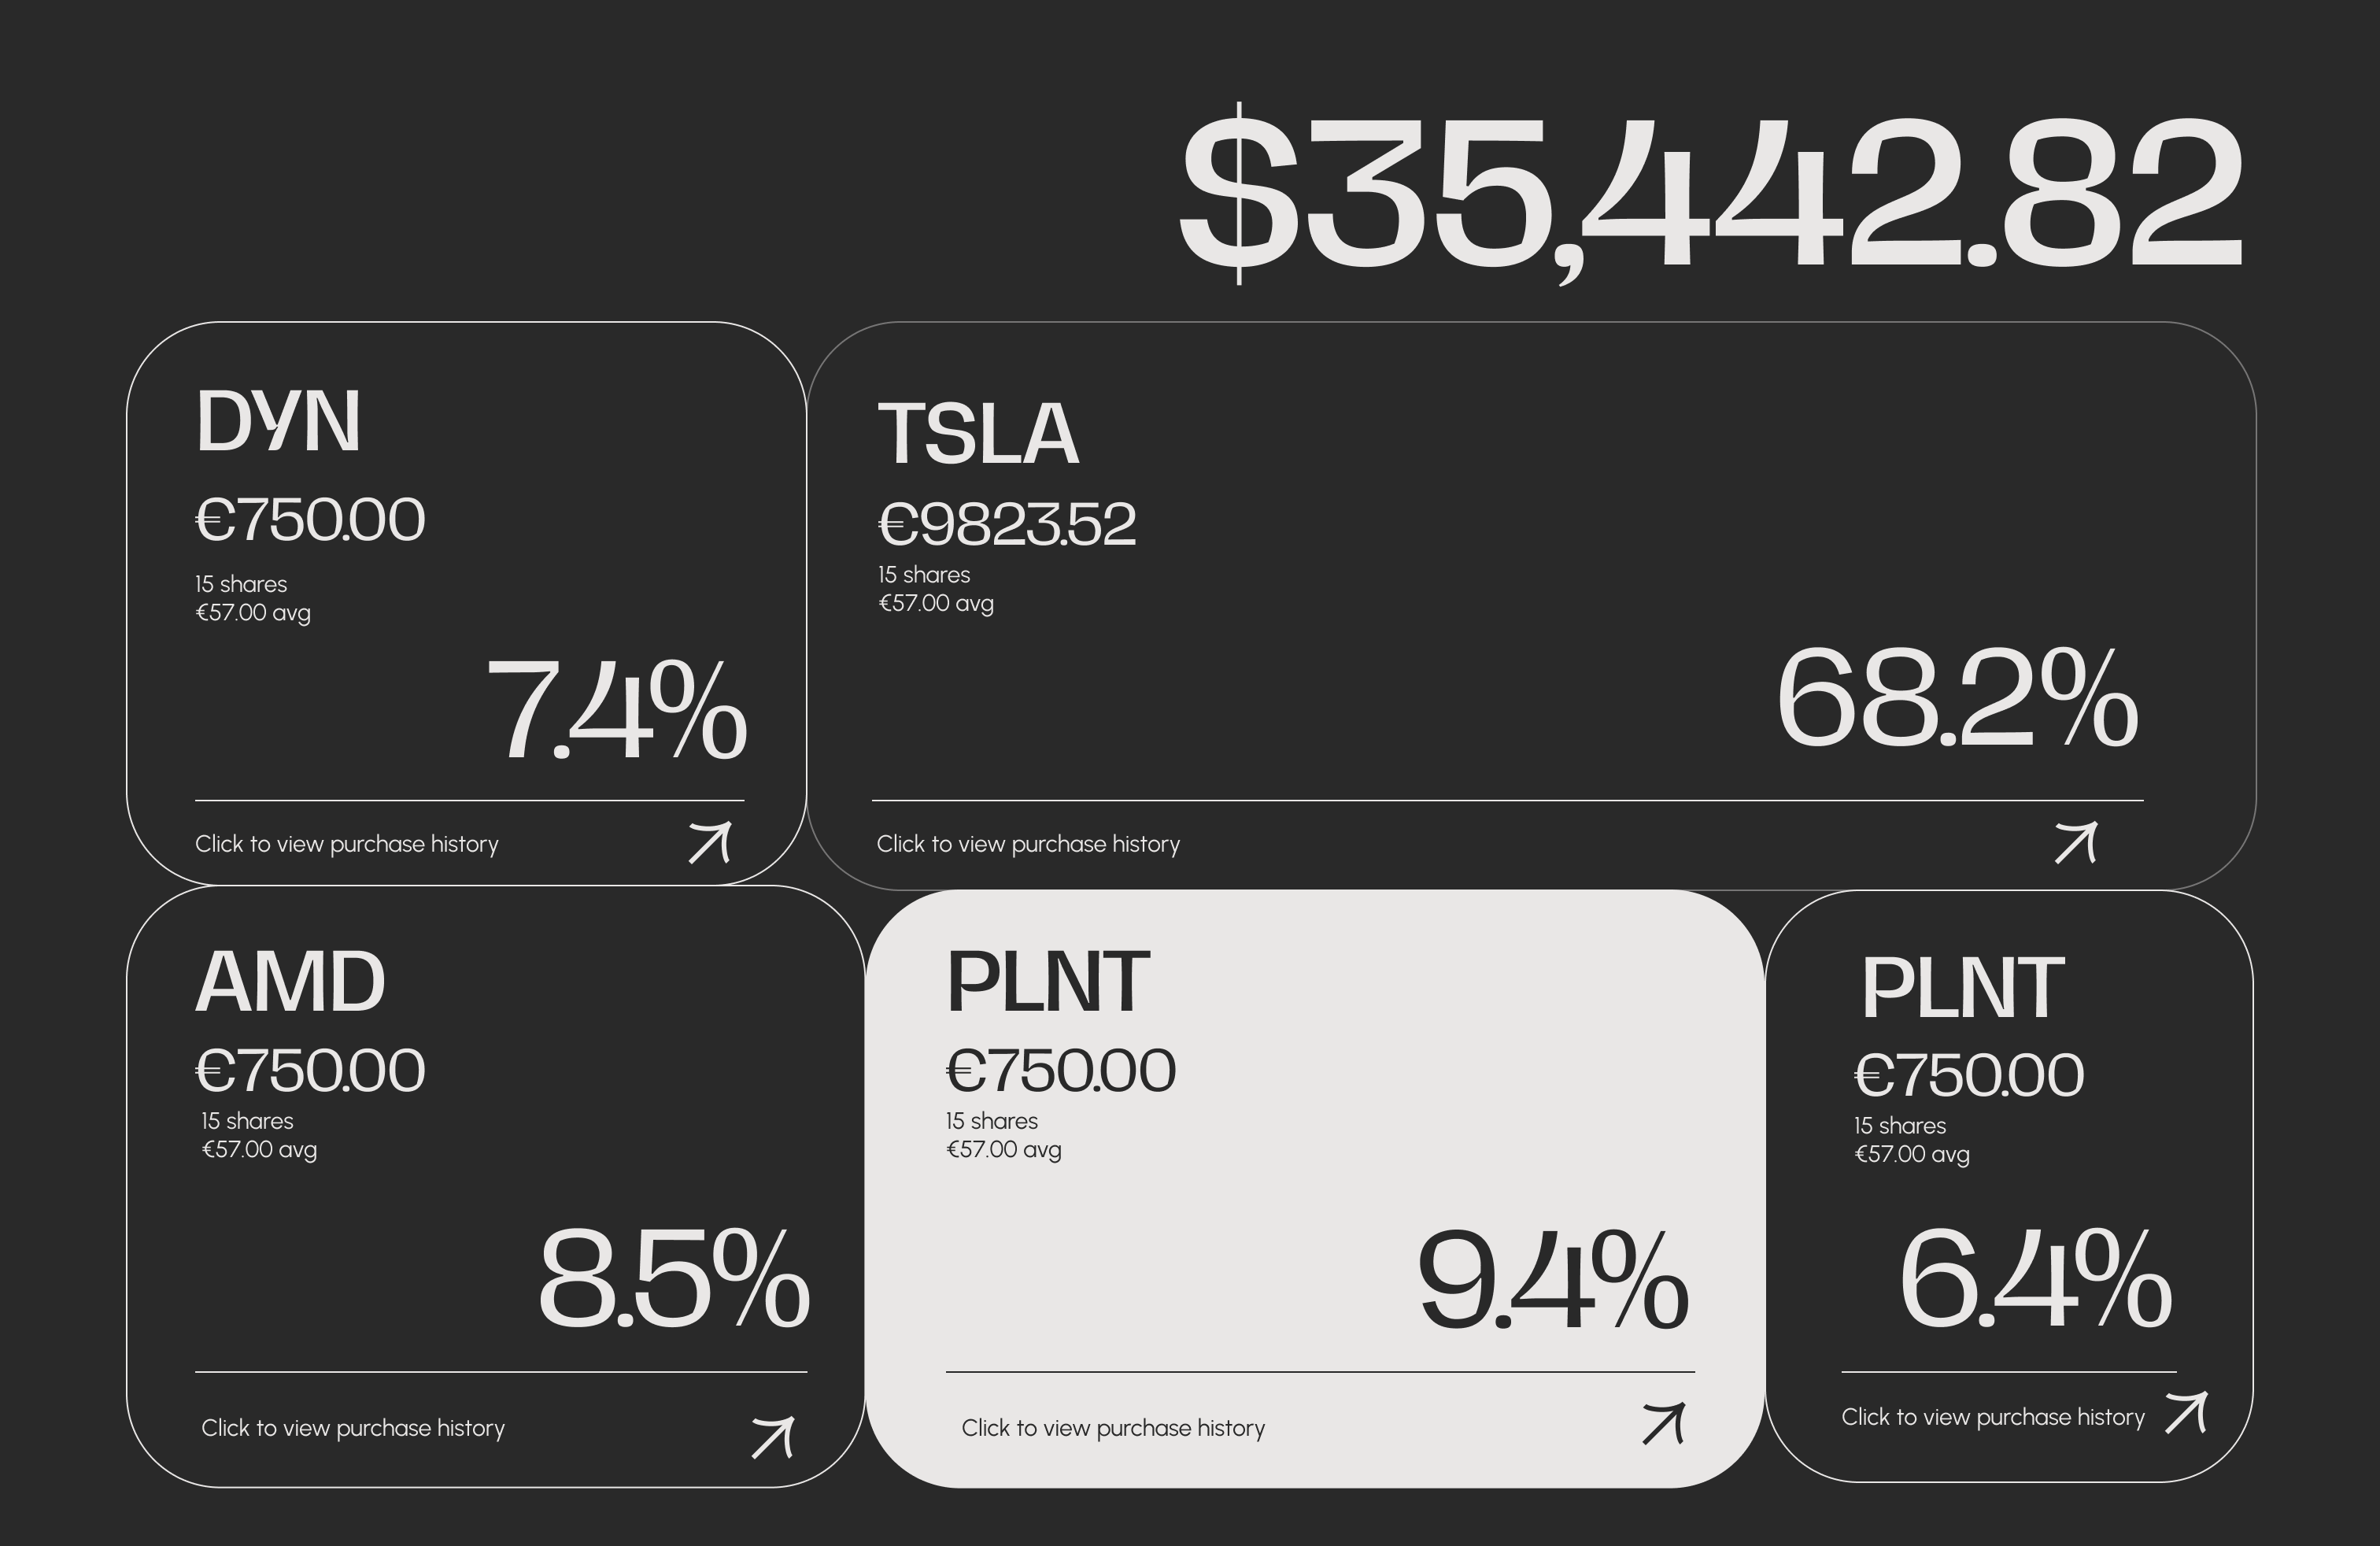 $35,442.82
DYN
€750.00
15 shares
€57.00 avg
7.4%
Click to view purchase history
TSLA
€9823.52
15 shares
€57.00 avg
68.2%
Click to view purchase history
AMD
€750.00
15 shares
€57.00 avg
8.5%
Click to view purchase history
PLNT
€750.00
15 shares
€57.00 avg
9.4%
Click to view purchase history
PLNT
€750.00
15 shares
€57.00 avg
6.4%
Click to view purchase history